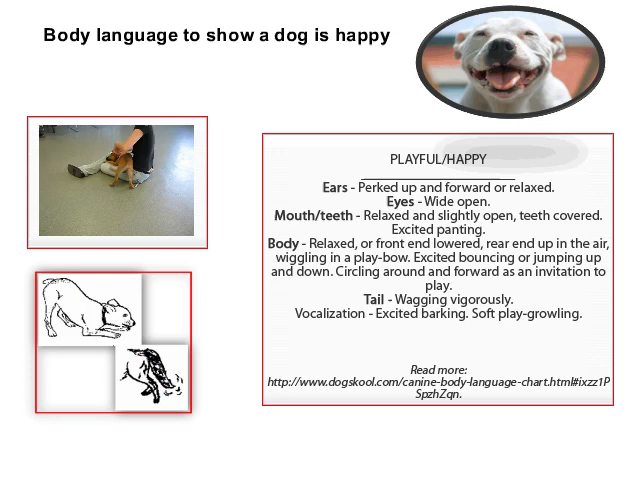 Body language to show a dog is happy
PLAYFUL/HAPPY
Ears - Perked up and forward or relaxed.
Eyes - Wide open.
Mouth/teeth - Relaxed and slightly open, teeth covered.
Excited panting.
Body - Relaxed, or front end lowered, rear end up in the air,
wiggling in a play-bow. Excited bouncing or jumping up
and down. Circling around and forward as an invitation to
play.
Tail - Wagging vigorously.
Vocalization - Excited barking. Soft play-growling.
Read more:
http://www.dogskool.com/canine-body-language-chart.html#ixzz1P
SpzhZqn.